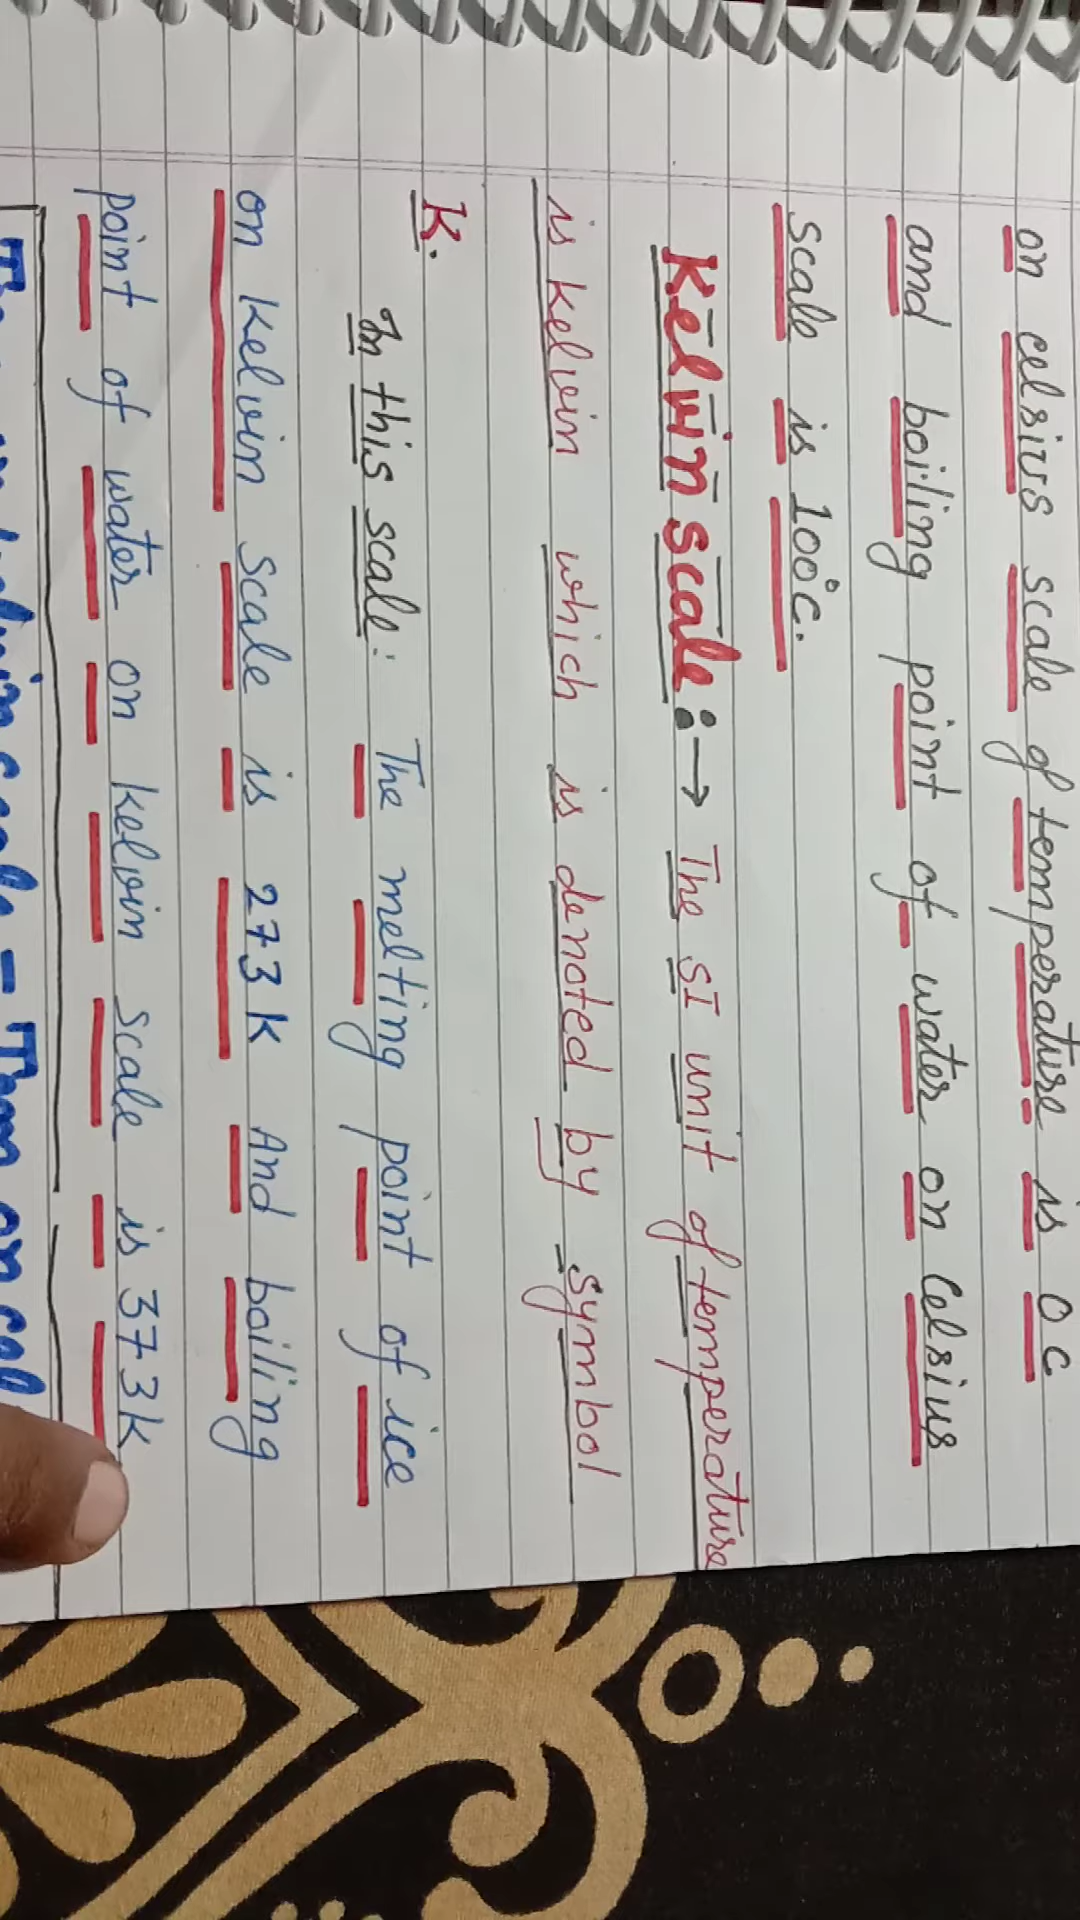 on celsius scale of temperature is 0 c
and boiling point of water on Celsius
scale is 100°c.
Kelvin scale :→ The SI unit of temperature
is kelvin which is denoted by symbol
K.
In this scale: The melting point of ice
on kelvin scale is 273k And boiling
point of water on kelvin scale is 373k